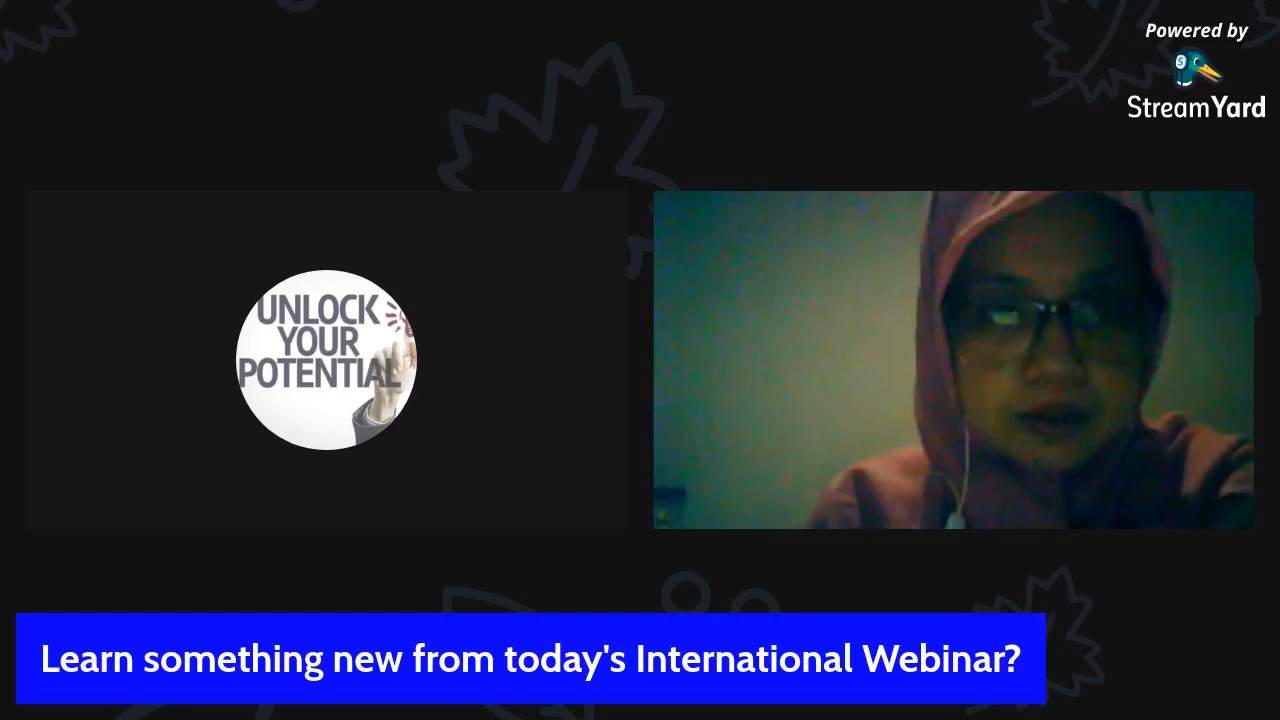 Powered by
StreamYard
UNLOCK
YOUR
POTENTIAL
Learn something new from today's International Webinar?